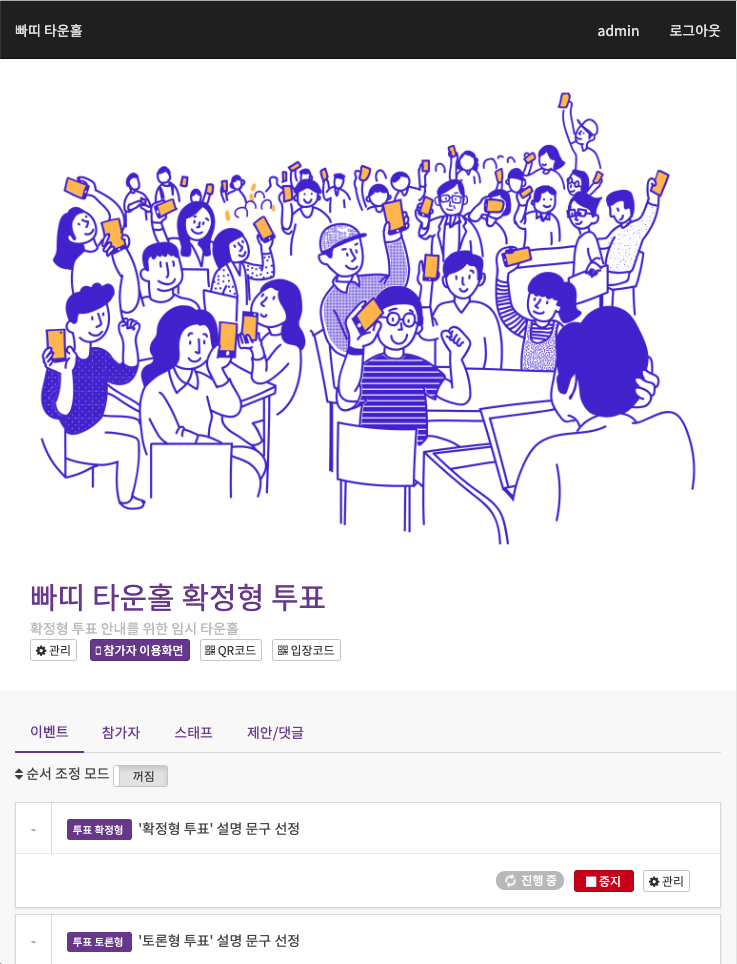 빠띠 타운홀 admin 로그아웃
빠띠 타운홀 확정형 투표
확정형 투표 안내를 위한 임시 타운홀
관리 참가자 이용화면 QR코드 입장코드
이벤트 참가자 스태프 제안/댓글
순서 조정 모드 꺼짐
- 투표 확정형 '확정형 투표' 설명 문구 선정
진행 중 중지 관리
- 투표 토론형 '토론형 투표' 설명 문구 선정